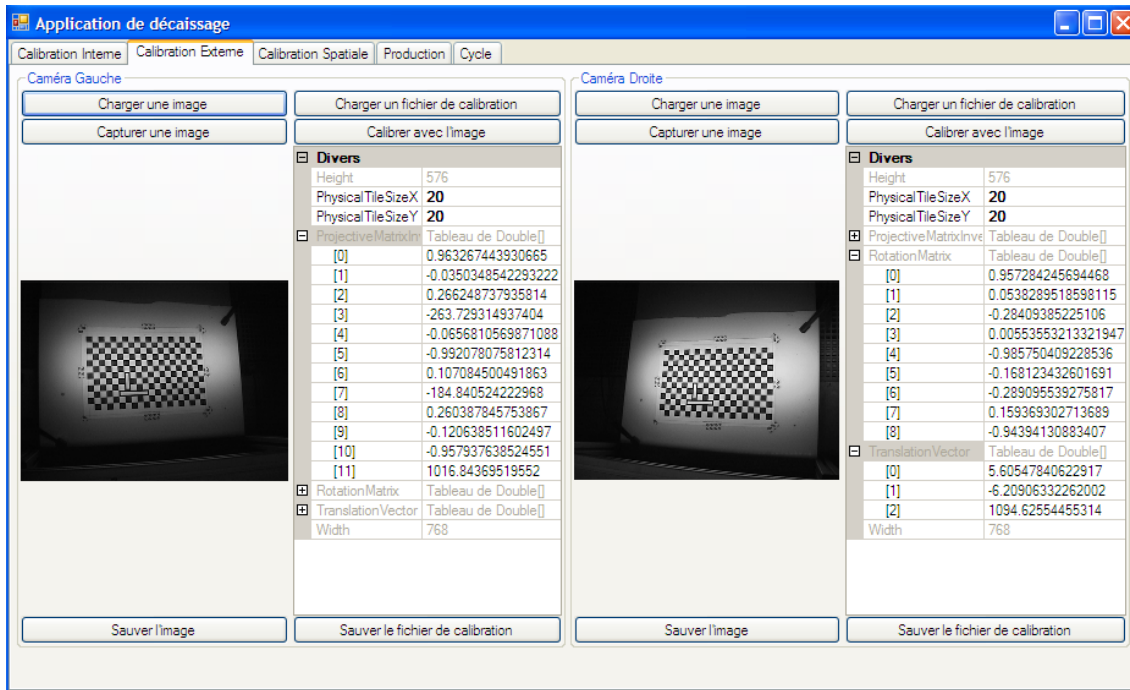 Application de décaissage
Calibration Interne Calibration Externe Calibration Spatiale Production Cycle
Caméra Gauche
Charger une image
Charger un fichier de calibration
Capturer une image
Calibrer avec l'image
Divers
Height 576
PhysicalTileSizeX 20
PhysicalTileSizeY 20
ProjectiveMatrixInv Tableau de Double[]
[0] 0.963267443930665
[1] -0.0350348542293222
[2] 0.266248737935814
[3] -263.729314937404
[4] -0.0656810569871088
[5] -0.992078075812314
[6] 0.107084500491863
[7] -184.840524222968
[8] 0.260387845753867
[9] -0.120638511602497
[10] -0.957937638524551
[11] 1016.84369519552
RotationMatrix Tableau de Double[]
TranslationVector Tableau de Double[]
Width 768
Sauver l'image
Sauver le fichier de calibration
Caméra Droite
Charger une image
Charger un fichier de calibration
Capturer une image
Calibrer avec l'image
Divers
Height 576
PhysicalTileSizeX 20
PhysicalTileSizeY 20
ProjectiveMatrixInve Tableau de Double[]
RotationMatrix Tableau de Double[]
[0] 0.957284245694468
[1] 0.0538289518598115
[2] -0.28409385225106
[3] 0.00553553213321947
[4] -0.985750409228536
[5] -0.168123432601691
[6] -0.289095539275817
[7] 0.159369302713689
[8] -0.94394130883407
TranslationVector Tableau de Double[]
[0] 5.60547840622917
[1] -6.20906332262002
[2] 1094.62554455314
Width 768
Sauver l'image
Sauver le fichier de calibration